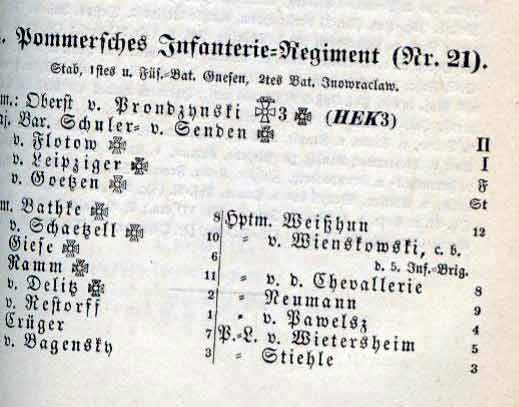 . Pommersches Infanterie=Regiment (Nr. 21).
Stab, 1stes u. Füs.=Bat. Gnesen, 2tes Bat. Inowraclaw.
m.: Oberst v. Prondzynski 3 (HEK3)
nj. Bar. Schuler= v. Senden II
v. Flotow I
v. Leipziger F
v. Goetzen St
m. Bathke 8
v. Schaetzell 10
Giese 6
Ramm 11
v. Delitz 2
v. Restorff 1
Crüger 7
v. Bagensky 3
Hptm. Weißhun 12
= v. Wienskowski, c. b.
d. 5. Inf.=Brig.
= v. d. Chevallerie 8
= Neumann 9
= v. Pawelsz 4
P.=L. v. Wietersheim 5
= Stiehle 3